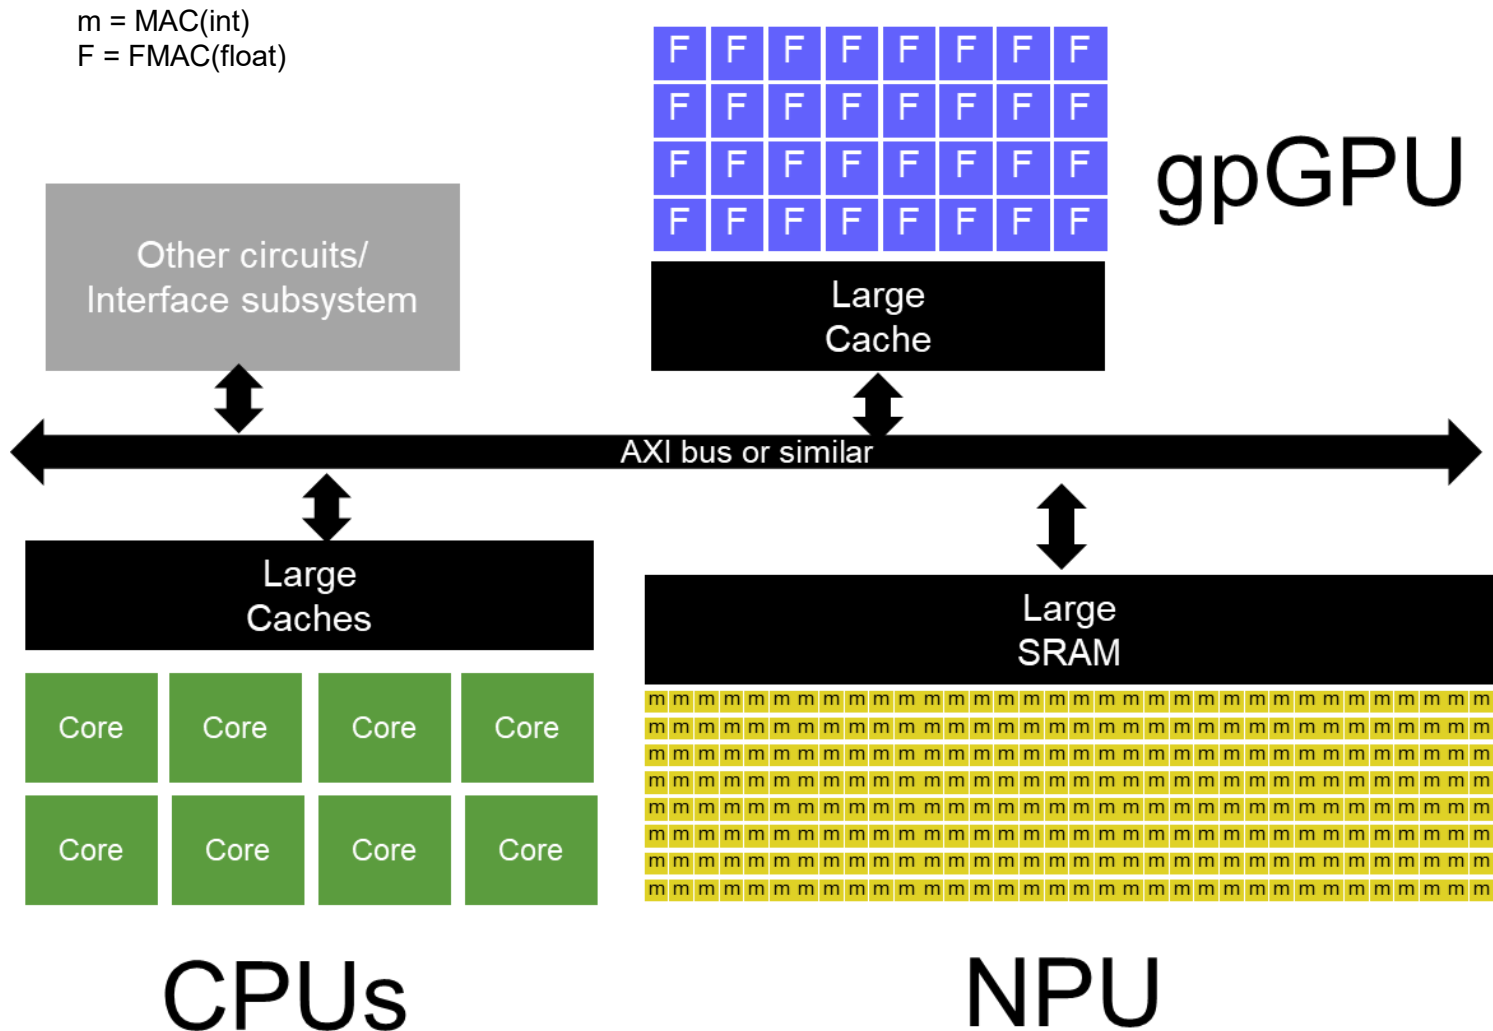 m = MAC(int)
F = FMAC(float)
F F F F F F F F
F F F F F F F F
F F F F F F F F
F F F F F F F F
gpGPU
Other circuits/
Interface subsystem
Large
Cache
AXI bus or similar
Large
Caches
Core Core Core Core
Core Core Core Core
CPUs
Large
SRAM
m m m m m m m m m m m m m m m m m m m m m m m m m m m m m m m m m m
m m m m m m m m m m m m m m m m m m m m m m m m m m m m m m m m m m
m m m m m m m m m m m m m m m m m m m m m m m m m m m m m m m m m m
m m m m m m m m m m m m m m m m m m m m m m m m m m m m m m m m m m
m m m m m m m m m m m m m m m m m m m m m m m m m m m m m m m m m m
m m m m m m m m m m m m m m m m m m m m m m m m m m m m m m m m m m
m m m m m m m m m m m m m m m m m m m m m m m m m m m m m m m m m m
m m m m m m m m m m m m m m m m m m m m m m m m m m m m m m m m m m
NPU